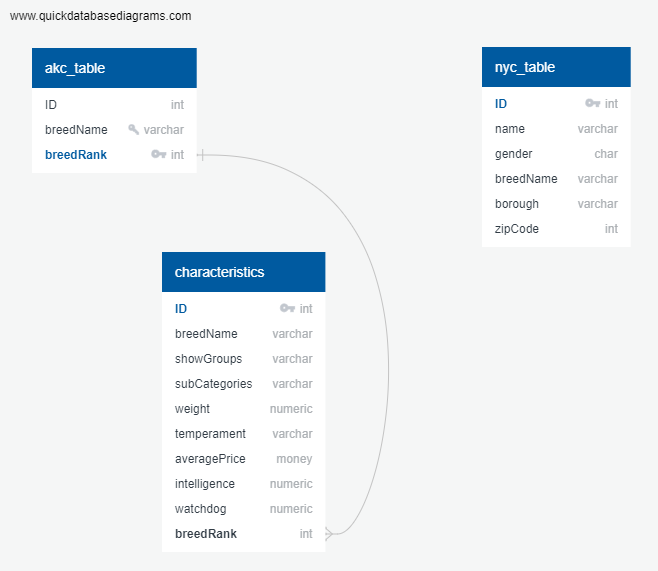 www.quickdatabasediagrams.com
akc_table
ID int
breedName varchar
breedRank int
nyc_table
ID int
name varchar
gender char
breedName varchar
borough varchar
zipCode int
characteristics
ID int
breedName varchar
showGroups varchar
subCategories varchar
weight numeric
temperament varchar
averagePrice money
intelligence numeric
watchdog numeric
breedRank int